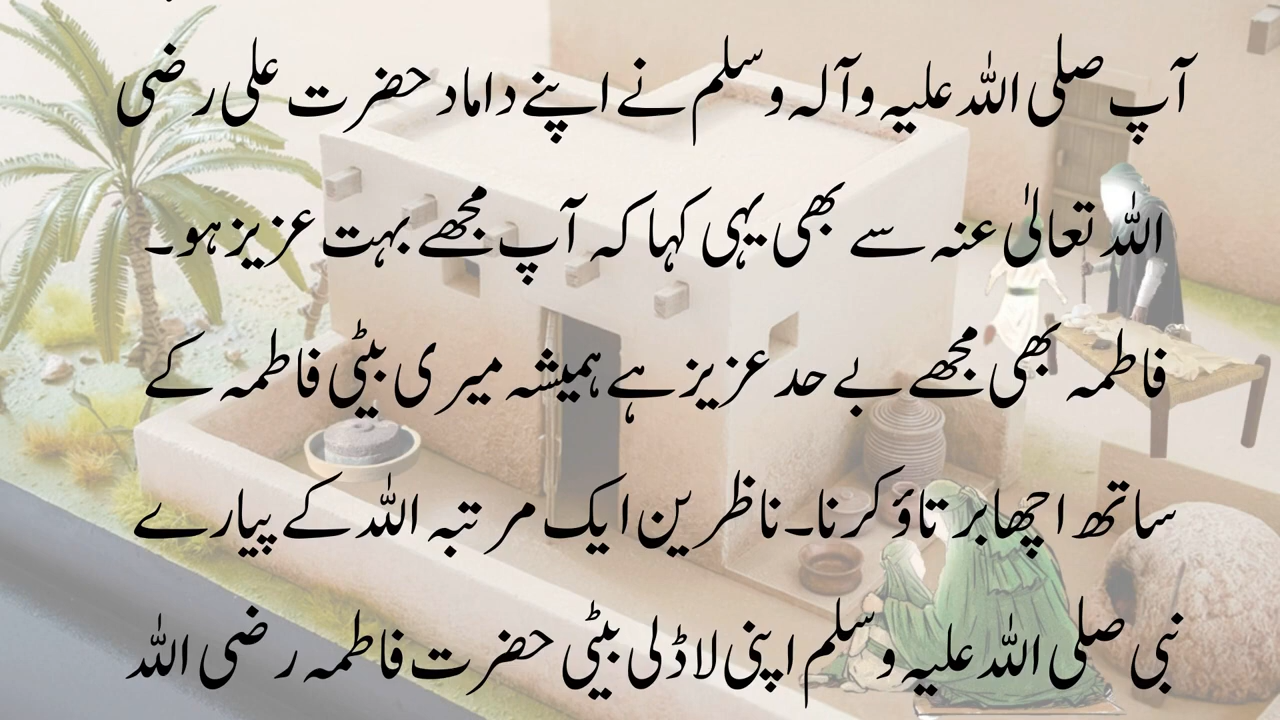 آپ صلی اللہ علیہ وآلہ وسلم نے اپنے داماد حضرت علی رضی
اللہ تعالیٰ عنہ سے بھی یہی کہا کہ آپ مجھے بہت عزیز ہو۔
فاطمہ بھی مجھے بے حد عزیز ہے ہمیشہ میری بیٹی فاطمہ کے
ساتھ اچھا برتاؤ کرنا۔ ناظرین ایک مرتبہ اللہ کے پیارے
نبی صلی اللہ علیہ وسلم اپنی لاڈلی بیٹی حضرت فاطمہ رضی اللہ